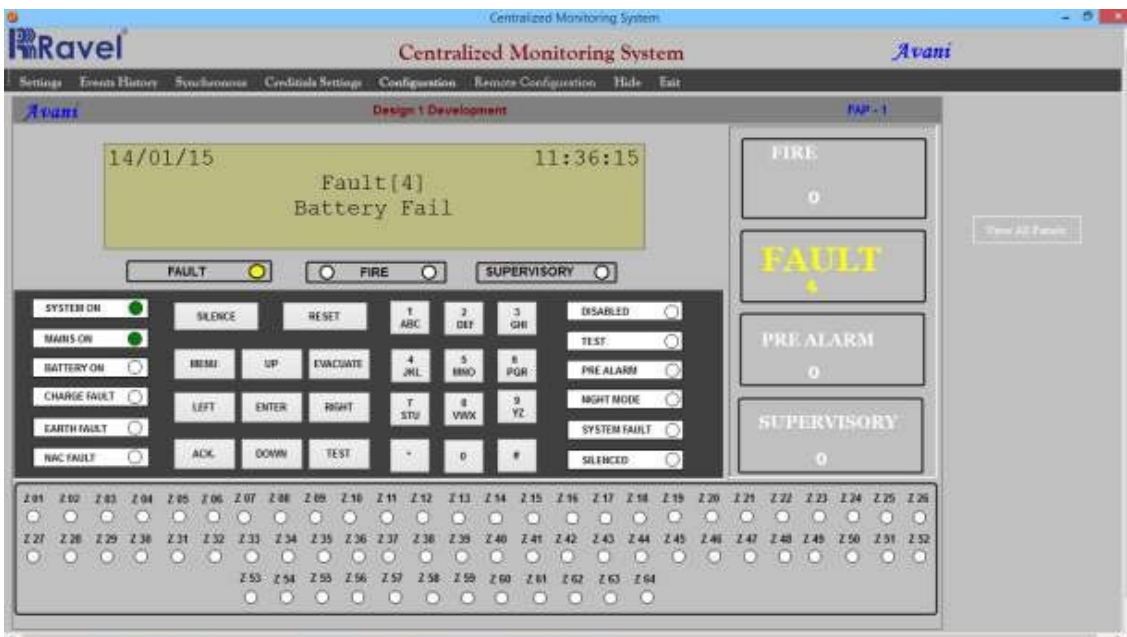 Centralized Monitoring System
Ravel
Centralized Monitoring System
Avani
Settings Events History Synchronous Creditials Settings Configuration Remote Configuration Hide Exit
Avani
Design 1 Development
FAP - 1
14/01/15 11:36:15
Fault[4]
Battery Fail
FAULT
FIRE
SUPERVISORY
FIRE
0
FAULT
4
PRE ALARM
0
SUPERVISORY
0
View All Panels
SYSTEM ON
MAINS ON
BATTERY ON
CHARGE FAULT
EARTH FAULT
NAC FAULT
SILENCE RESET
MENU UP EVACUATE
LEFT ENTER RIGHT
ACK. DOWN TEST
1 2 3
ABC DEF GHI
4 5 6
JKL MNO PQR
7 8 9
STU VWX YZ
* 0 #
DISABLED
TEST
PRE ALARM
NIGHT MODE
SYSTEM FAULT
SILENCED
Z 01 Z 02 Z 03 Z 04 Z 05 Z 06 Z 07 Z 08 Z 09 Z 10 Z 11 Z 12 Z 13 Z 14 Z 15 Z 16 Z 17 Z 18 Z 19 Z 20 Z 21 Z 22 Z 23 Z 24 Z 25 Z 26
Z 27 Z 28 Z 29 Z 30 Z 31 Z 32 Z 33 Z 34 Z 35 Z 36 Z 37 Z 38 Z 39 Z 40 Z 41 Z 42 Z 43 Z 44 Z 45 Z 46 Z 47 Z 48 Z 49 Z 50 Z 51 Z 52
Z 53 Z 54 Z 55 Z 56 Z 57 Z 58 Z 59 Z 60 Z 61 Z 62 Z 63 Z 64